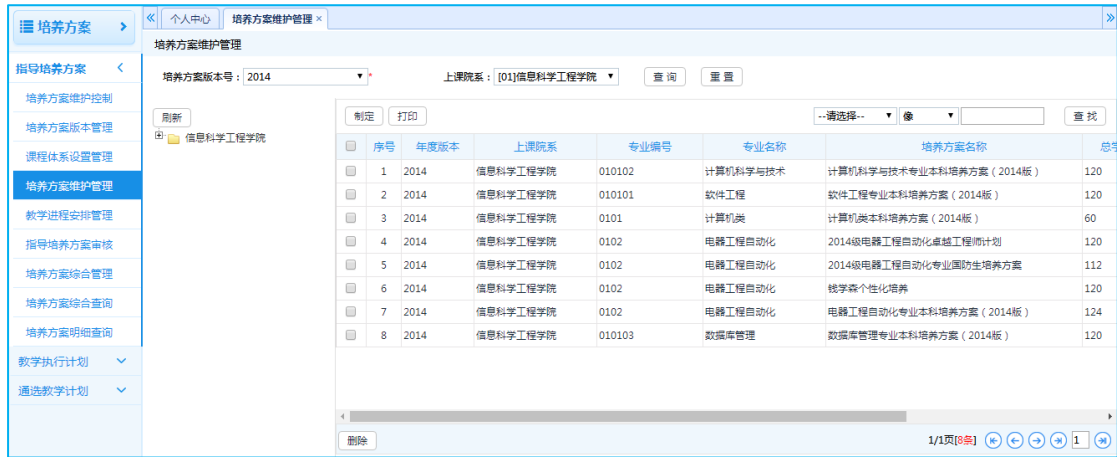 培养方案
个人中心 培养方案维护管理 ×
培养方案维护管理
指导培养方案
培养方案维护控制
培养方案版本管理
课程体系设置管理
培养方案维护管理
教学进程安排管理
指导培养方案审核
培养方案综合管理
培养方案综合查询
培养方案明细查询
教学执行计划
通选教学计划
培养方案版本号： 2014 * 上课院系： [01]信息科学工程学院 查 询 重 置
刷新
信息科学工程学院
制定 打印 --请选择-- 像 查 找
序号 年度版本 上课院系 专业编号 专业名称 培养方案名称 总学
1 2014 信息科学工程学院 010102 计算机科学与技术 计算机科学与技术专业本科培养方案（2014版） 120
2 2014 信息科学工程学院 010101 软件工程 软件工程专业本科培养方案（2014版） 120
3 2014 信息科学工程学院 0101 计算机类 计算机类本科培养方案（2014版） 60
4 2014 信息科学工程学院 0102 电器工程自动化 2014级电器工程自动化卓越工程师计划 120
5 2014 信息科学工程学院 0102 电器工程自动化 2014级电器工程自动化专业国防生培养方案 112
6 2014 信息科学工程学院 0102 电器工程自动化 钱学森个性化培养 120
7 2014 信息科学工程学院 0102 电器工程自动化 电器工程自动化专业本科培养方案（2014版） 124
8 2014 信息科学工程学院 010103 数据库管理 数据库管理专业本科培养方案（2014版） 120
删除 1/1页[8条] 1